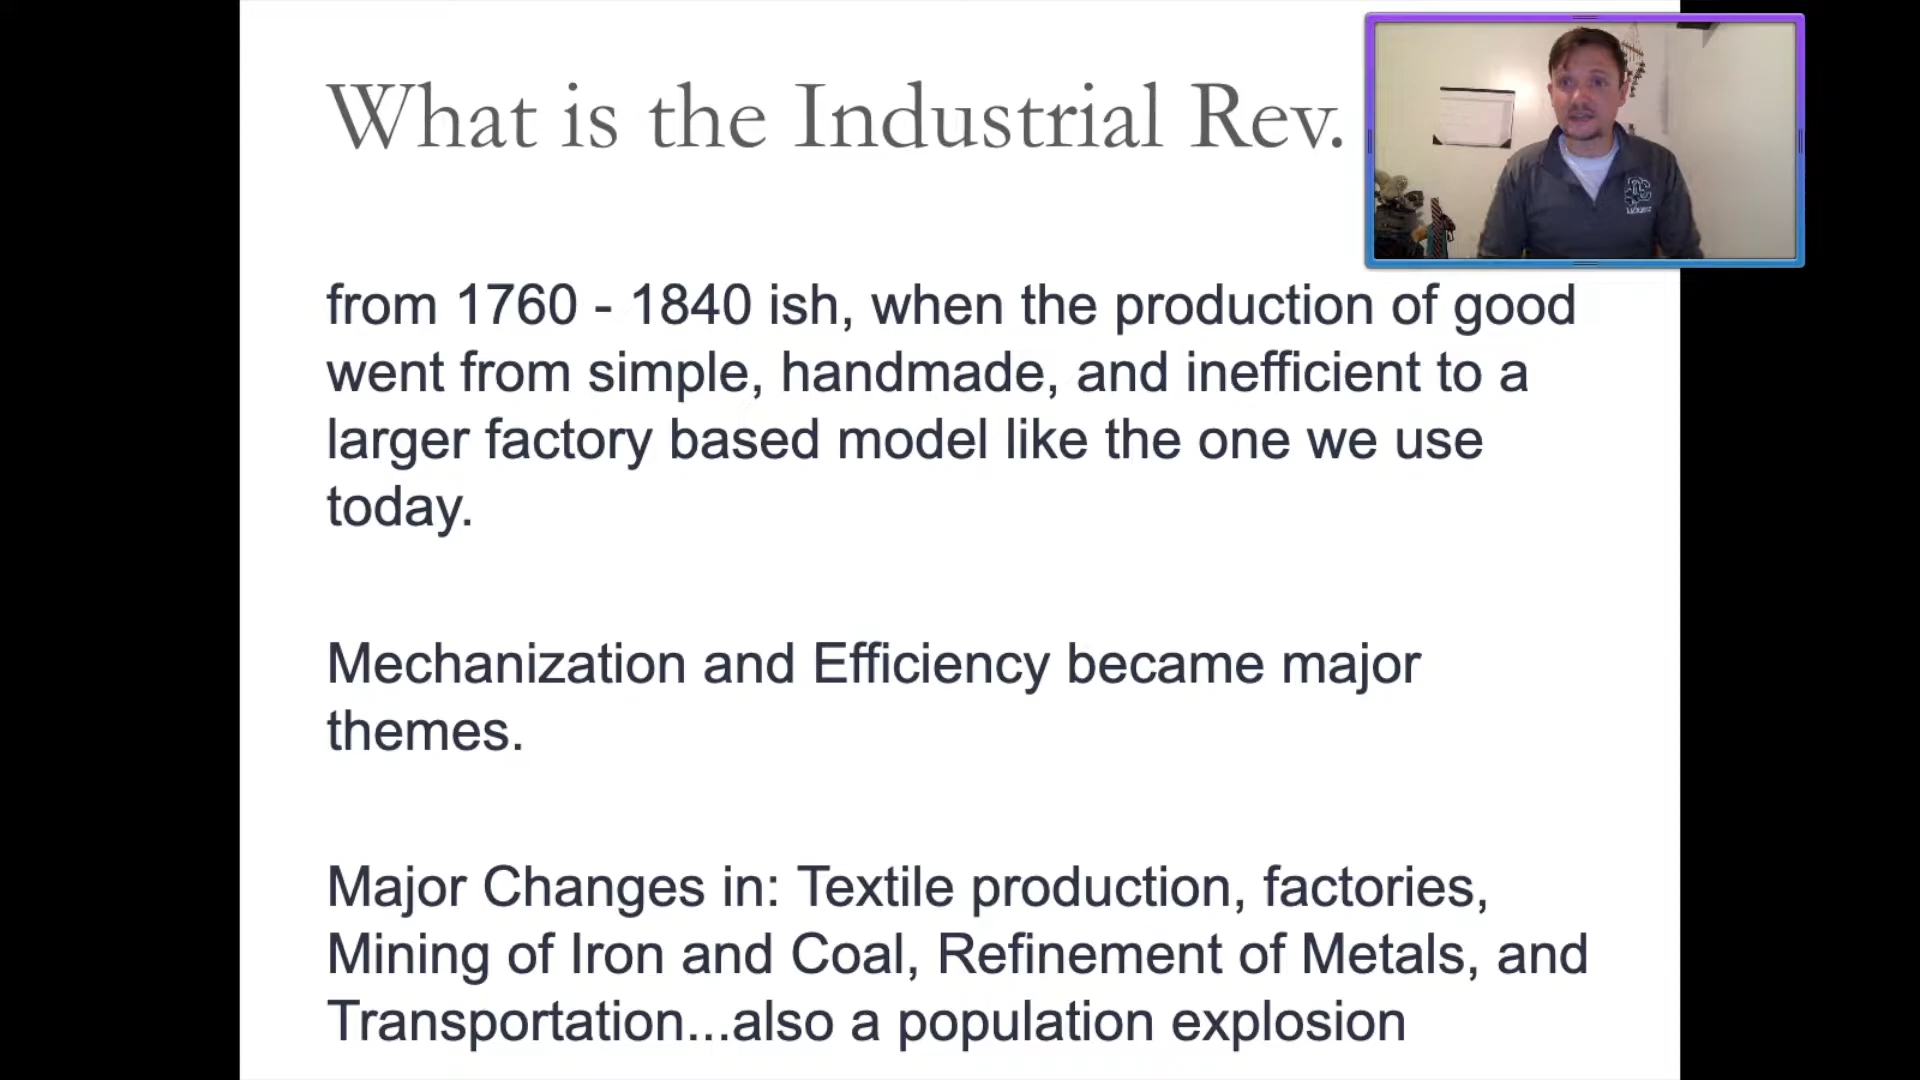 What is the Industrial Rev.
from 1760 - 1840 ish, when the production of good
went from simple, handmade, and inefficient to a
larger factory based model like the one we use
today.
Mechanization and Efficiency became major
themes.
Major Changes in: Textile production, factories,
Mining of Iron and Coal, Refinement of Metals, and
Transportation...also a population explosion